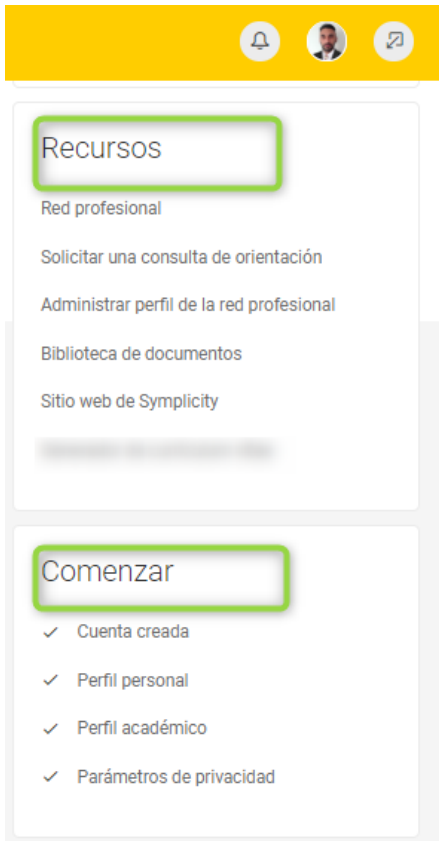 Recursos
Red profesional
Solicitar una consulta de orientación
Administrar perfil de la red profesional
Biblioteca de documentos
Sitio web de Symplicity
Comenzar
Cuenta creada
Perfil personal
Perfil académico
Parámetros de privacidad